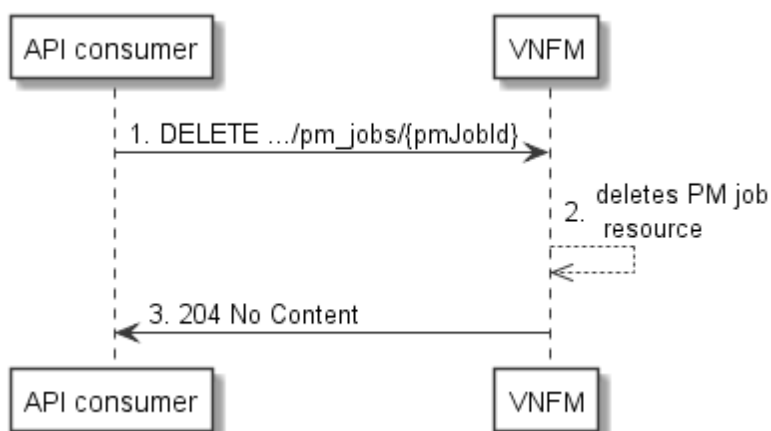 API consumer
VNFM
1. DELETE .../pm_jobs/{pmJobId}
2. deletes PM job
resource
3. 204 No Content
API consumer
VNFM